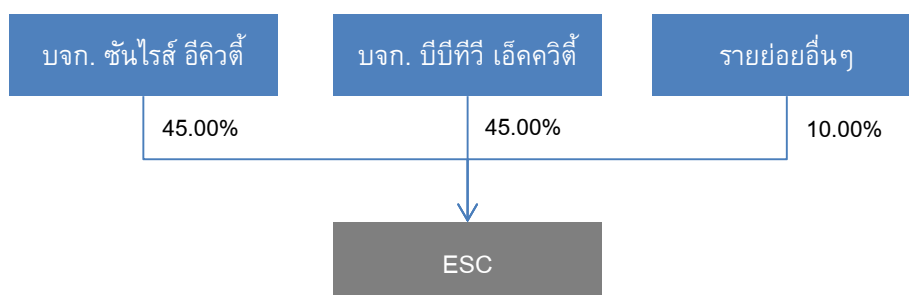 บจก. ซันไรส์ อีคิวตี้
บจก. บีบีทีวี เอ็คควิตี้
รายย่อยอื่นๆ
45.00%
45.00%
10.00%
ESC